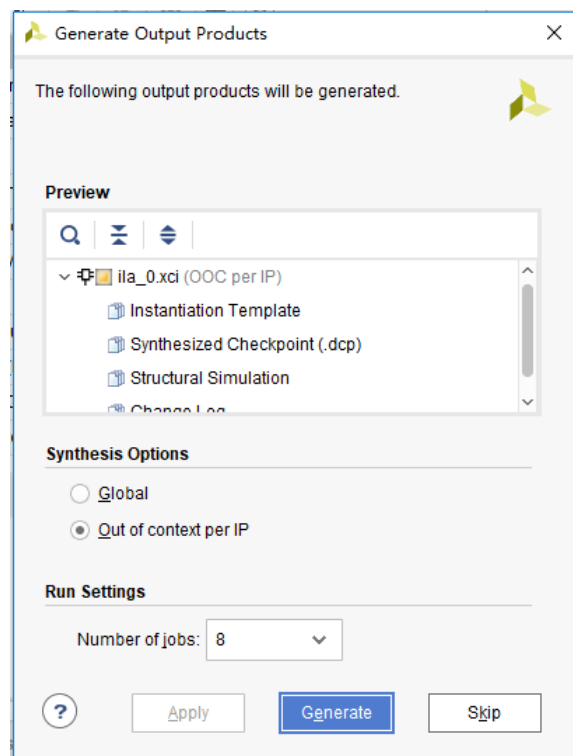 Generate Output Products
The following output products will be generated.
Preview
ila_0.xci (OOC per IP)
Instantiation Template
Synthesized Checkpoint (.dcp)
Structural Simulation
Change Log
Synthesis Options
Global
Out of context per IP
Run Settings
Number of jobs: 8
? Apply Generate Skip